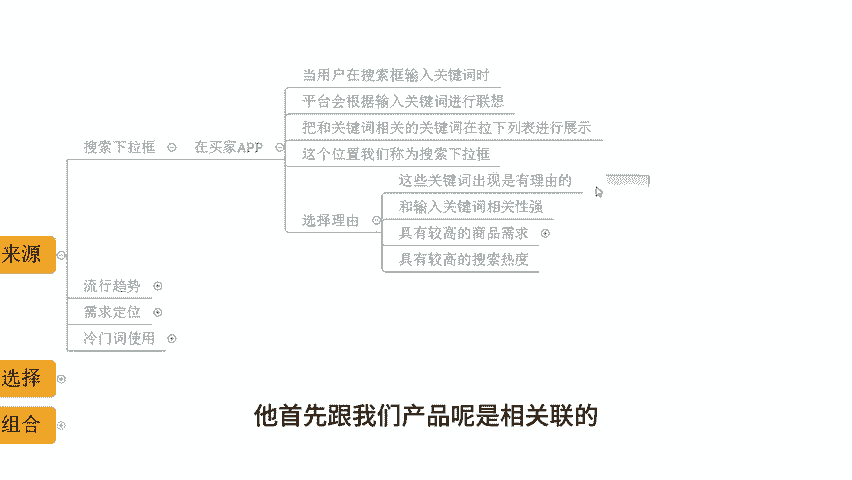 当用户在搜索框输入关键词时
平台会根据输入关键词进行联想
把和关键词相关的关键词在拉下列表进行展示
搜索下拉框
在买家APP
这个位置我们称为搜索下拉框
这些关键词出现是有理由的
和输入关键词相关性强
选择理由
具有较高的商品需求
具有较高的搜索热度
来源
流行趋势
需求定位
冷门词使用
选择
组合
他首先跟我们产品呢是相关联的